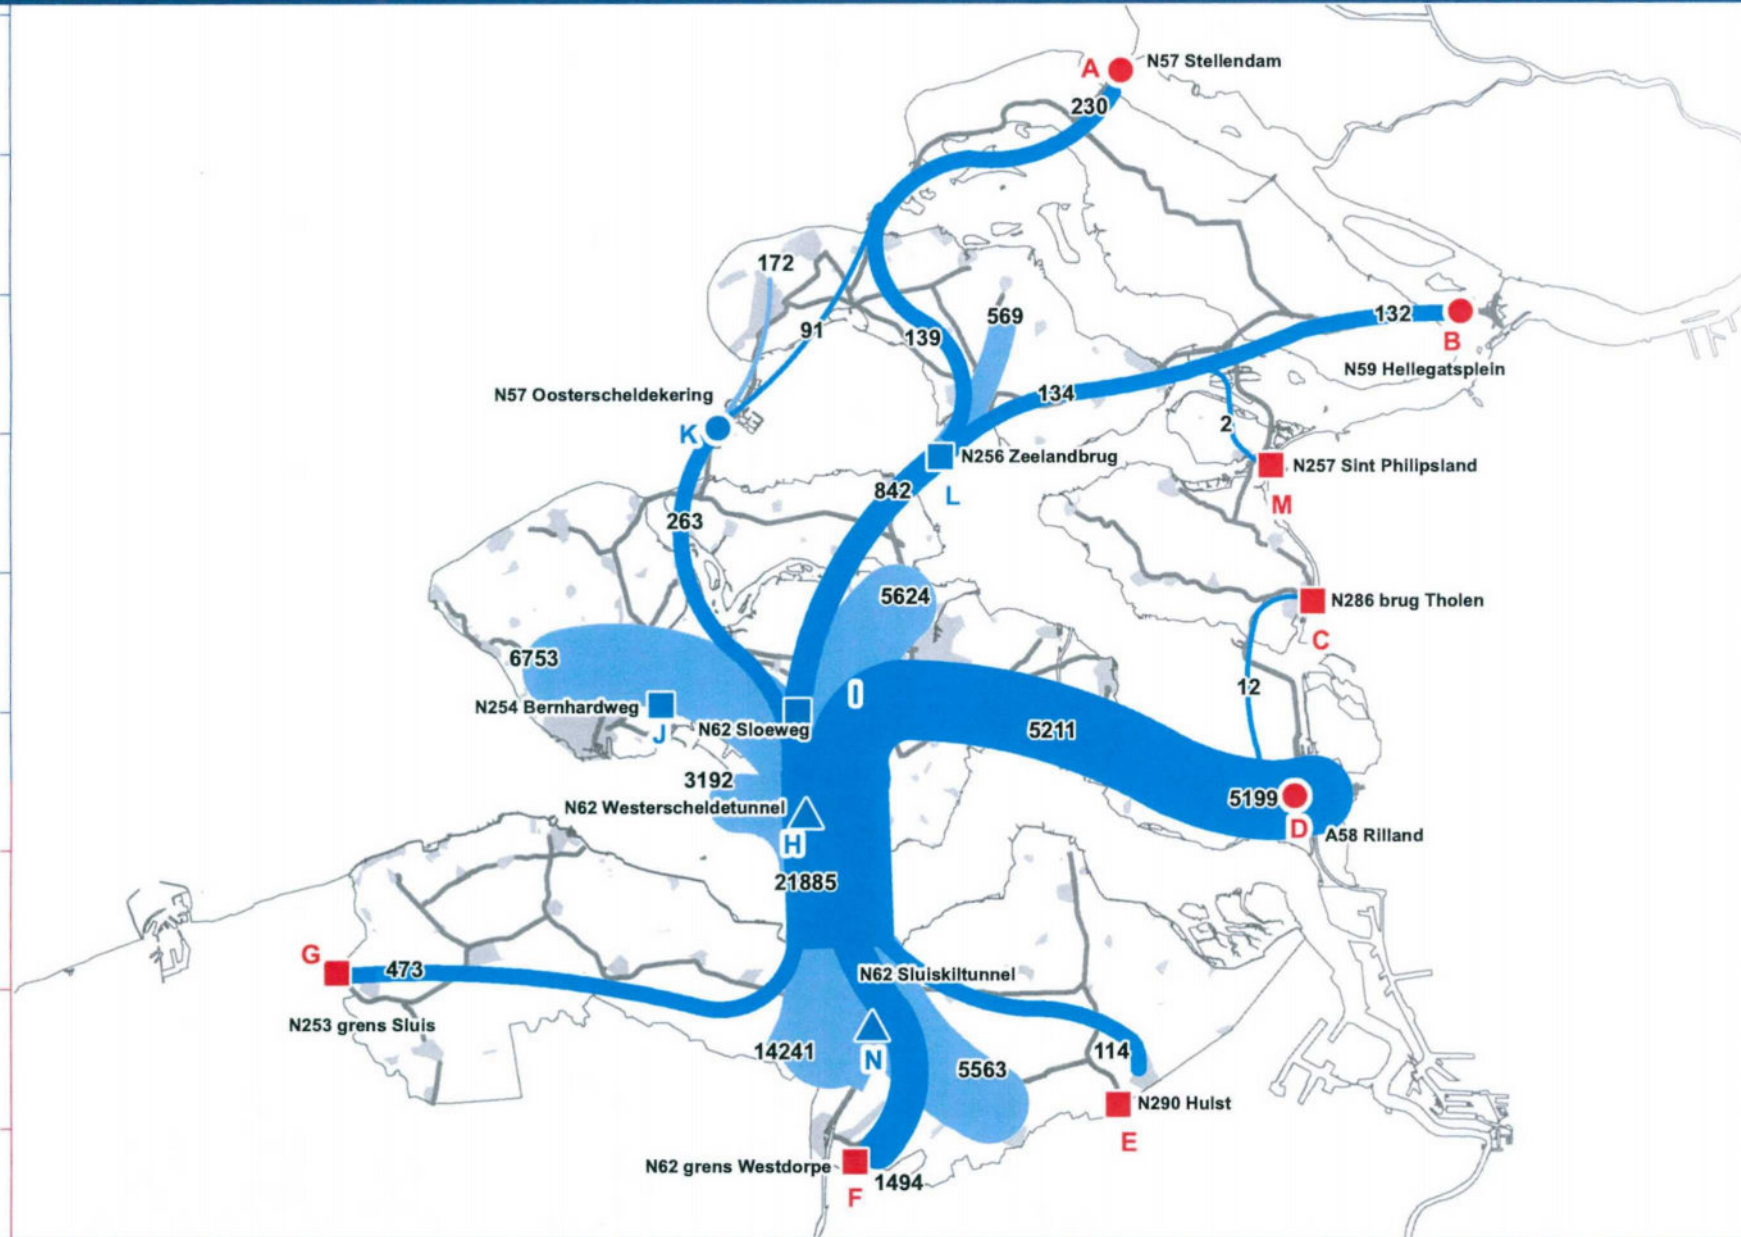 A
N57 Stellendam
230
172
91
139
569
132
B
N59 Hellegatsplein
134
N57 Oosterscheldekering
K
2
N256 Zeelandbrug
L
N257 Sint Philipsland
M
842
263
5624
N286 brug Tholen
C
6753
12
I
N254 Bernhardweg
J
N62 Sloeweg
5211
3192
5199
N62 Westerscheldetunnel
D
A58 Rilland
H
21885
G
473
N62 Sluiskiltunnel
N253 grens Sluis
14241
N
114
5563
N290 Hulst
E
N62 grens Westdorpe
1494
F